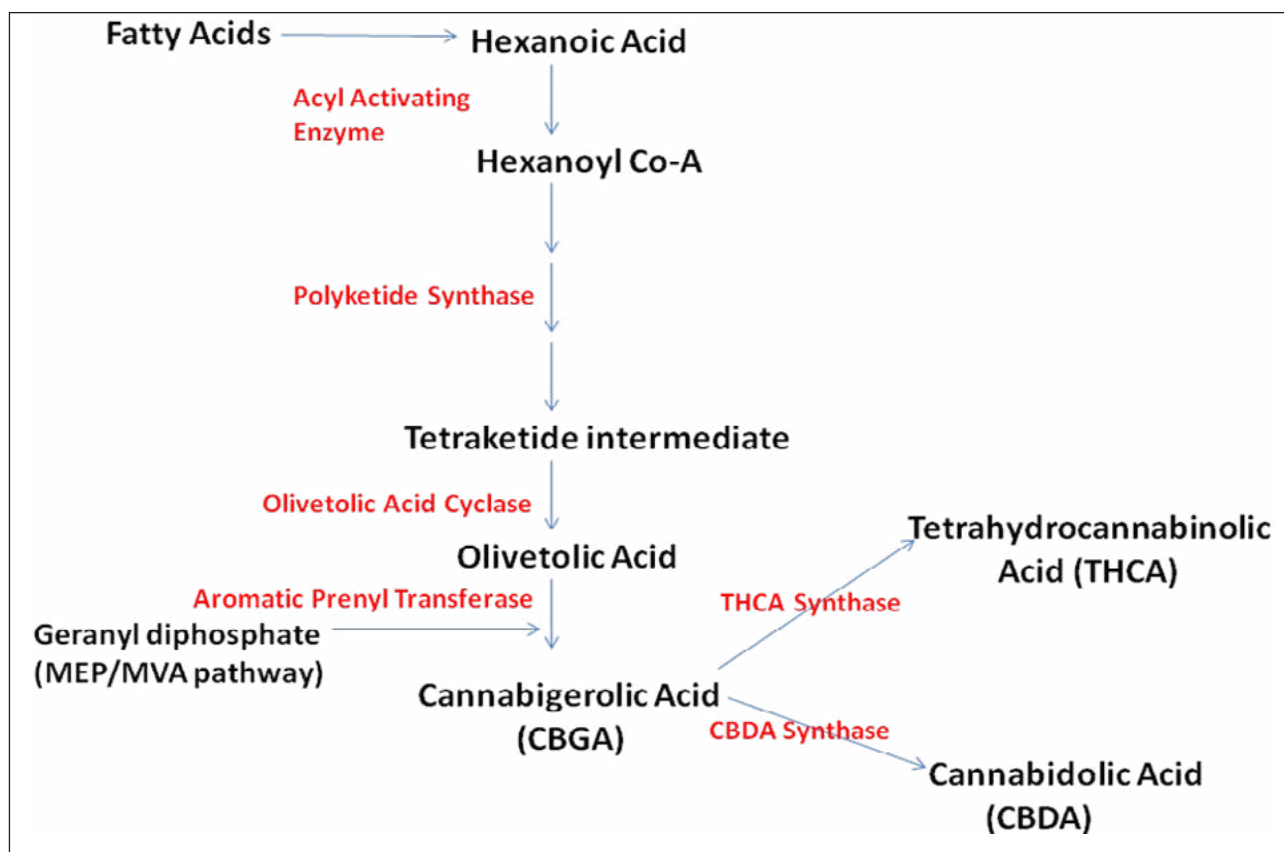 Fatty Acids
Hexanoic Acid
Acyl Activating
Enzyme
Hexanoyl Co-A
Polyketide Synthase
Tetraketide intermediate
Olivetolic Acid Cyclase
Olivetolic Acid
Aromatic Prenyl Transferase
Geranyl diphosphate
(MEP/MVA pathway)
Cannabigerolic Acid
(CBGA)
THCA Synthase
Tetrahydrocannabinolic
Acid (THCA)
CBDA Synthase
Cannabidolic Acid
(CBDA)